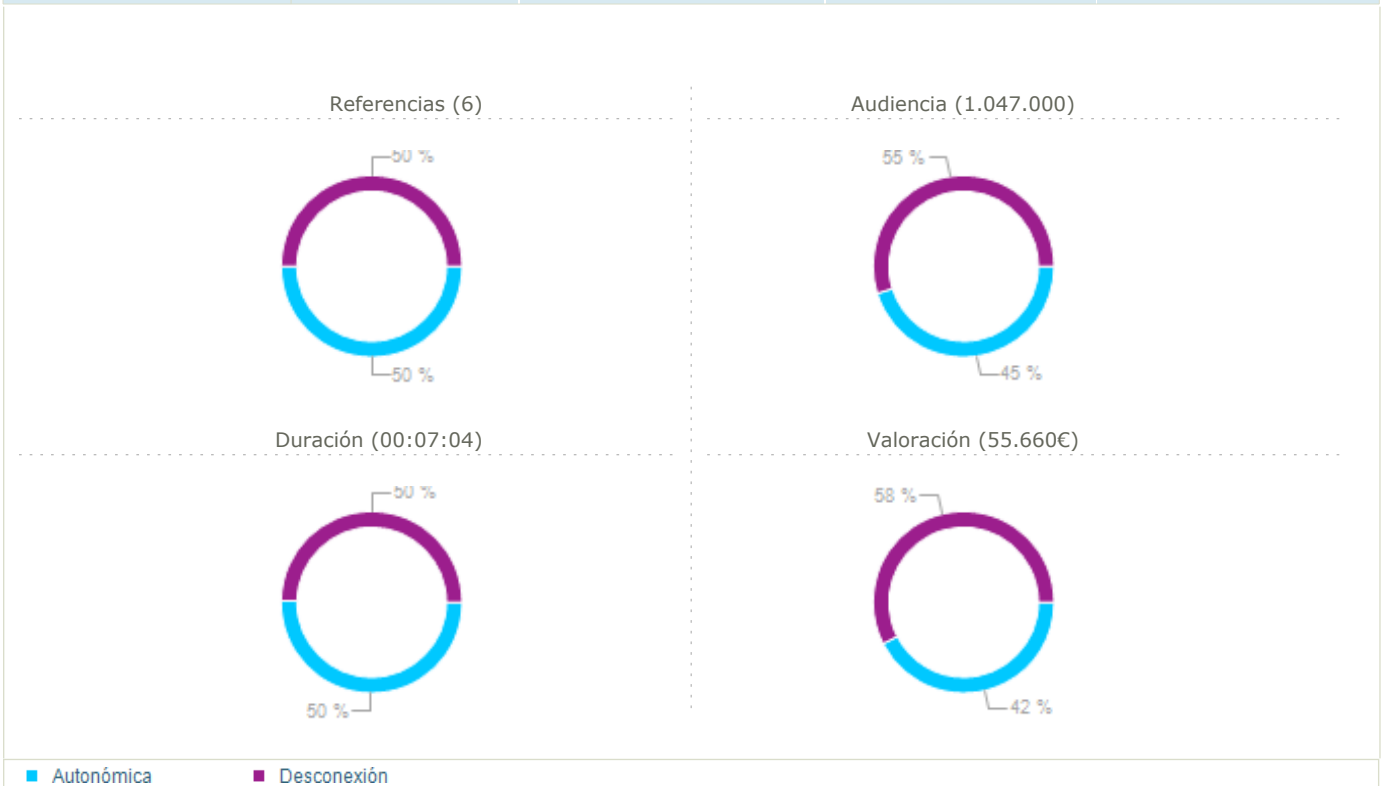 Referencias (6)
Audiencia (1.047.000)
50 %
55 %
50 %
45 %
Duración (00:07:04)
Valoración (55.660€)
50 %
58 %
50 %
42 %
Autonómica
Desconexión